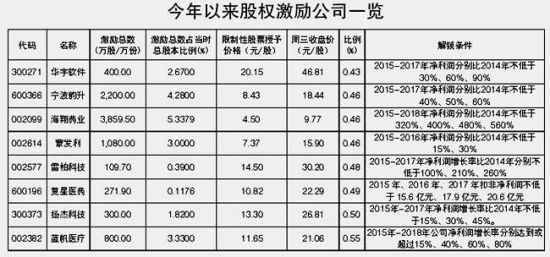 今年以来股权激励公司一览
代码 名称 激励总数(万股/万份) 激励总数占当时总股本比例(%) 限制性股票授予价格(元/股) 周三收盘价(元/股) 比例(%) 解锁条件
300271 华宇软件 400.00 2.6700 20.15 46.81 0.43 2015-2017年净利润分别比2014年不低于30%、60%、90%
600366 宁波韵升 2,200.00 4.2800 8.43 18.44 0.46 2015-2017年净利润分别比2014年不低于40%、50%、60%
002099 海翔药业 3,859.50 5.3379 4.50 9.77 0.46 2015-2018年净利润分别比2014年不低于320%、400%、480%、560%
002614 蒙发利 1,080.00 3.0000 7.37 15.90 0.46 2015-2016年净利润分别比2014年不低于15%、30%
002577 雷柏科技 109.70 0.3900 14.50 30.20 0.48 2015-2017年净利润增长率比2014年分别不低于100%、210%、260%
600196 复星医药 271.90 0.1176 10.82 22.29 0.49 2015 年、2016 年、2017 年扣非净利润不低于 15.6 亿元、17.9 亿元、20.6 亿元
300373 扬杰科技 300.00 1.8200 13.30 26.81 0.50 2015年-2017年净利润增长率比2014年不低于15%、30%、45%。
002382 蓝帆医疗 800.00 3.3300 11.65 21.06 0.55 2015年-2018年公司净利润增长率分别达到或超过15%、40%、60%、80%